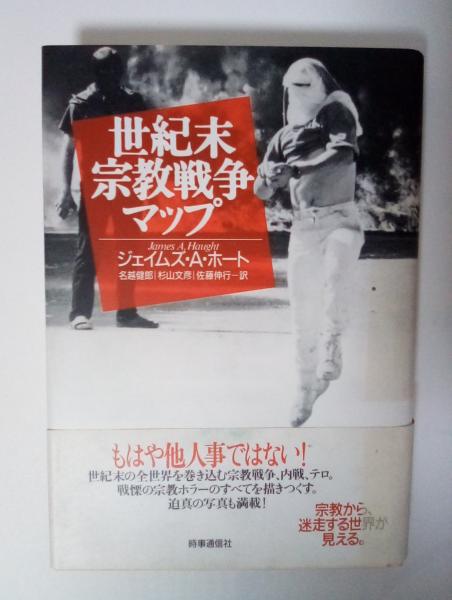 世紀末
宗教戦争
マップ
James A. Haught
ジェイムズ・A・ホート
名越健郎|杉山文彦|佐藤伸行―訳
もはや他人事ではない!
世紀末の全世界を巻き込む宗教戦争、内戦、テロ。
戦慄の宗教ホラーのすべてを描きつくす。
迫真の写真も満載!
宗教から、
迷走する世界が
見える。
時事通信社